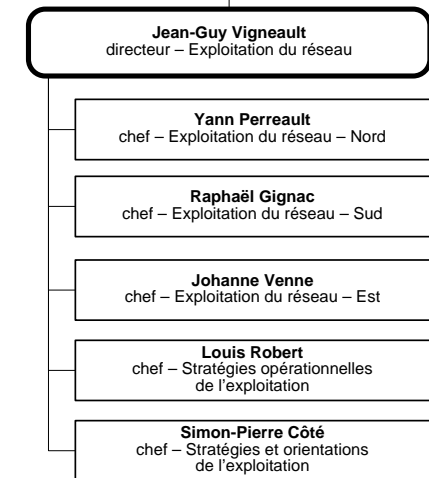 Jean-Guy Vigneault
directeur – Exploitation du réseau
Yann Perreault
chef – Exploitation du réseau – Nord
Raphaël Gignac
chef – Exploitation du réseau – Sud
Johanne Venne
chef – Exploitation du réseau – Est
Louis Robert
chef – Stratégies opérationnelles
de l'exploitation
Simon-Pierre Côté
chef – Stratégies et orientations
de l'exploitation